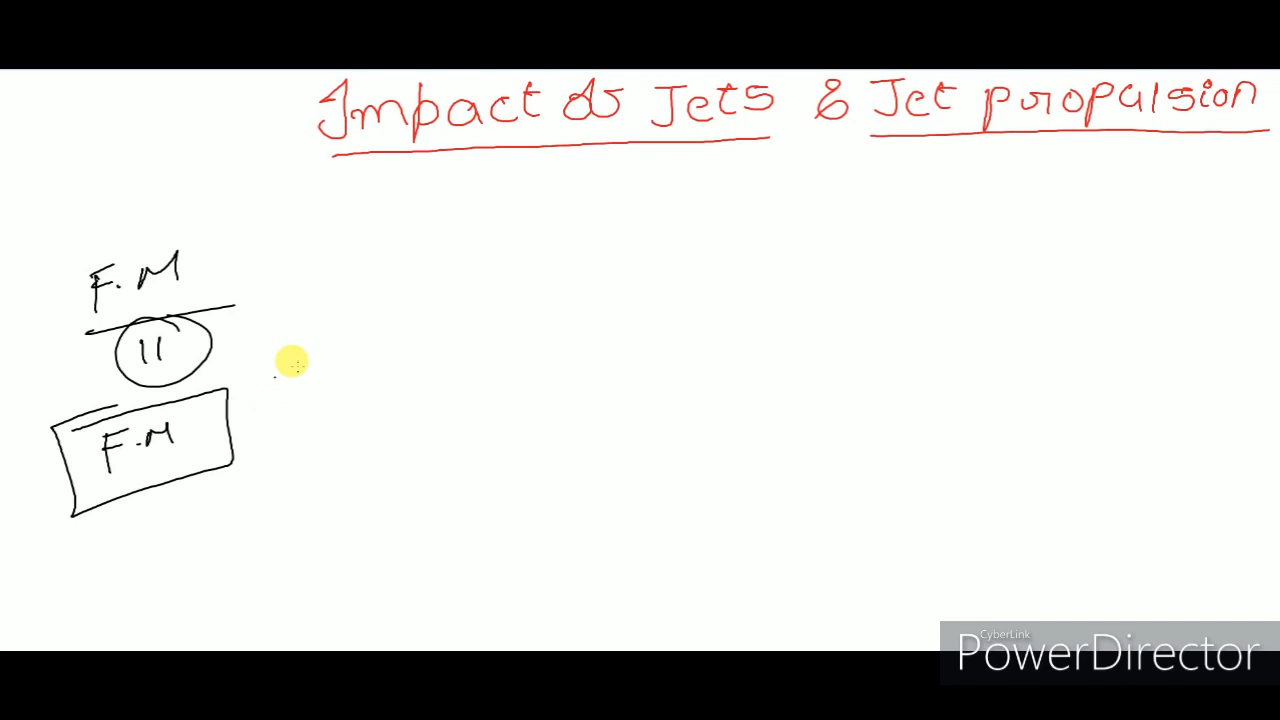 Impact of Jets & Jet propulsion
F.M
11
F.M
CyberLink
PowerDirector